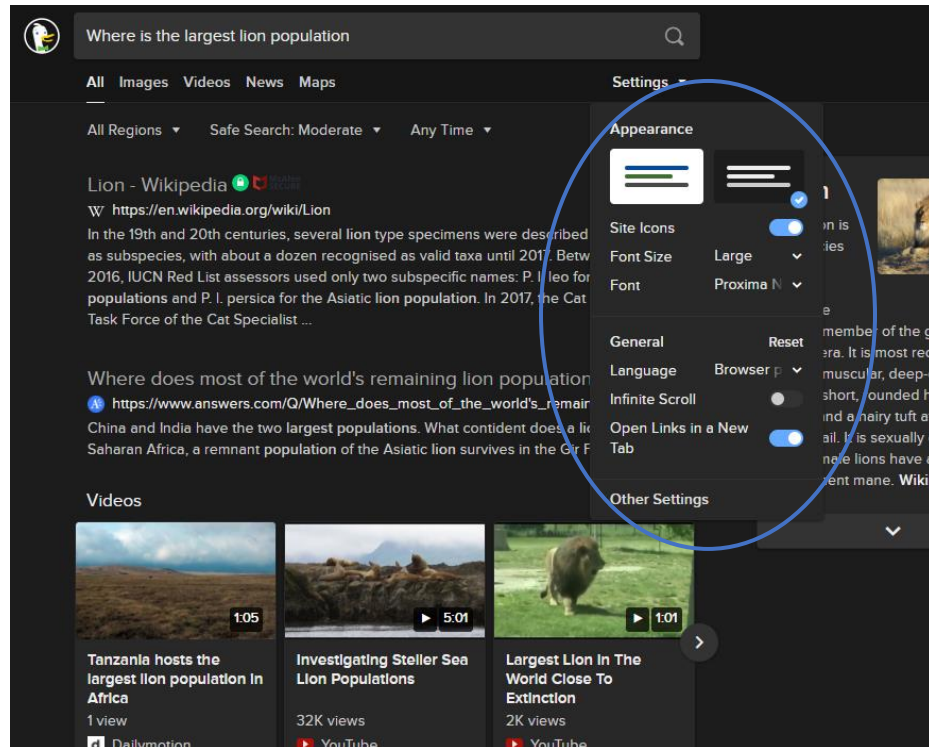 Where is the largest lion population
All Images Videos News Maps Settings
All Regions Safe Search: Moderate Any Time
Lion - Wikipedia McAfee SECURE
W https://en.wikipedia.org/wiki/Lion
In the 19th and 20th centuries, several lion type specimens were described
as subspecies, with about a dozen recognised as valid taxa until 2017. Betw
2016, IUCN Red List assessors used only two subspecific names: P. l. leo for
populations and P. l. persica for the Asiatic lion population. In 2017, the Cat
Task Force of the Cat Specialist ...
Where does most of the world's remaining lion population
https://www.answers.com/Q/Where_does_most_of_the_world's_remain
China and India have the two largest populations. What contident does a lio
Saharan Africa, a remnant population of the Asiatic lion survives in the Gir F
Videos
1:05
Tanzania hosts the
largest lion population in
Africa
1 view
d Dailymotion
5:01
Investigating Steller Sea
Lion Populations
32K views
YouTube
1:01
Largest Lion In The
World Close To
Extinction
2K views
YouTube
Appearance
Site Icons
Font Size Large
Font Proxima N
General Reset
Language Browser p
Infinite Scroll
Open Links in a New
Tab
Other Settings
n
on is
cies
e
member of the g
era. It is most rec
muscular, deep-
short, rounded h
and a hairy tuft a
ail. It is sexually
male lions have a
ent mane. Wiki